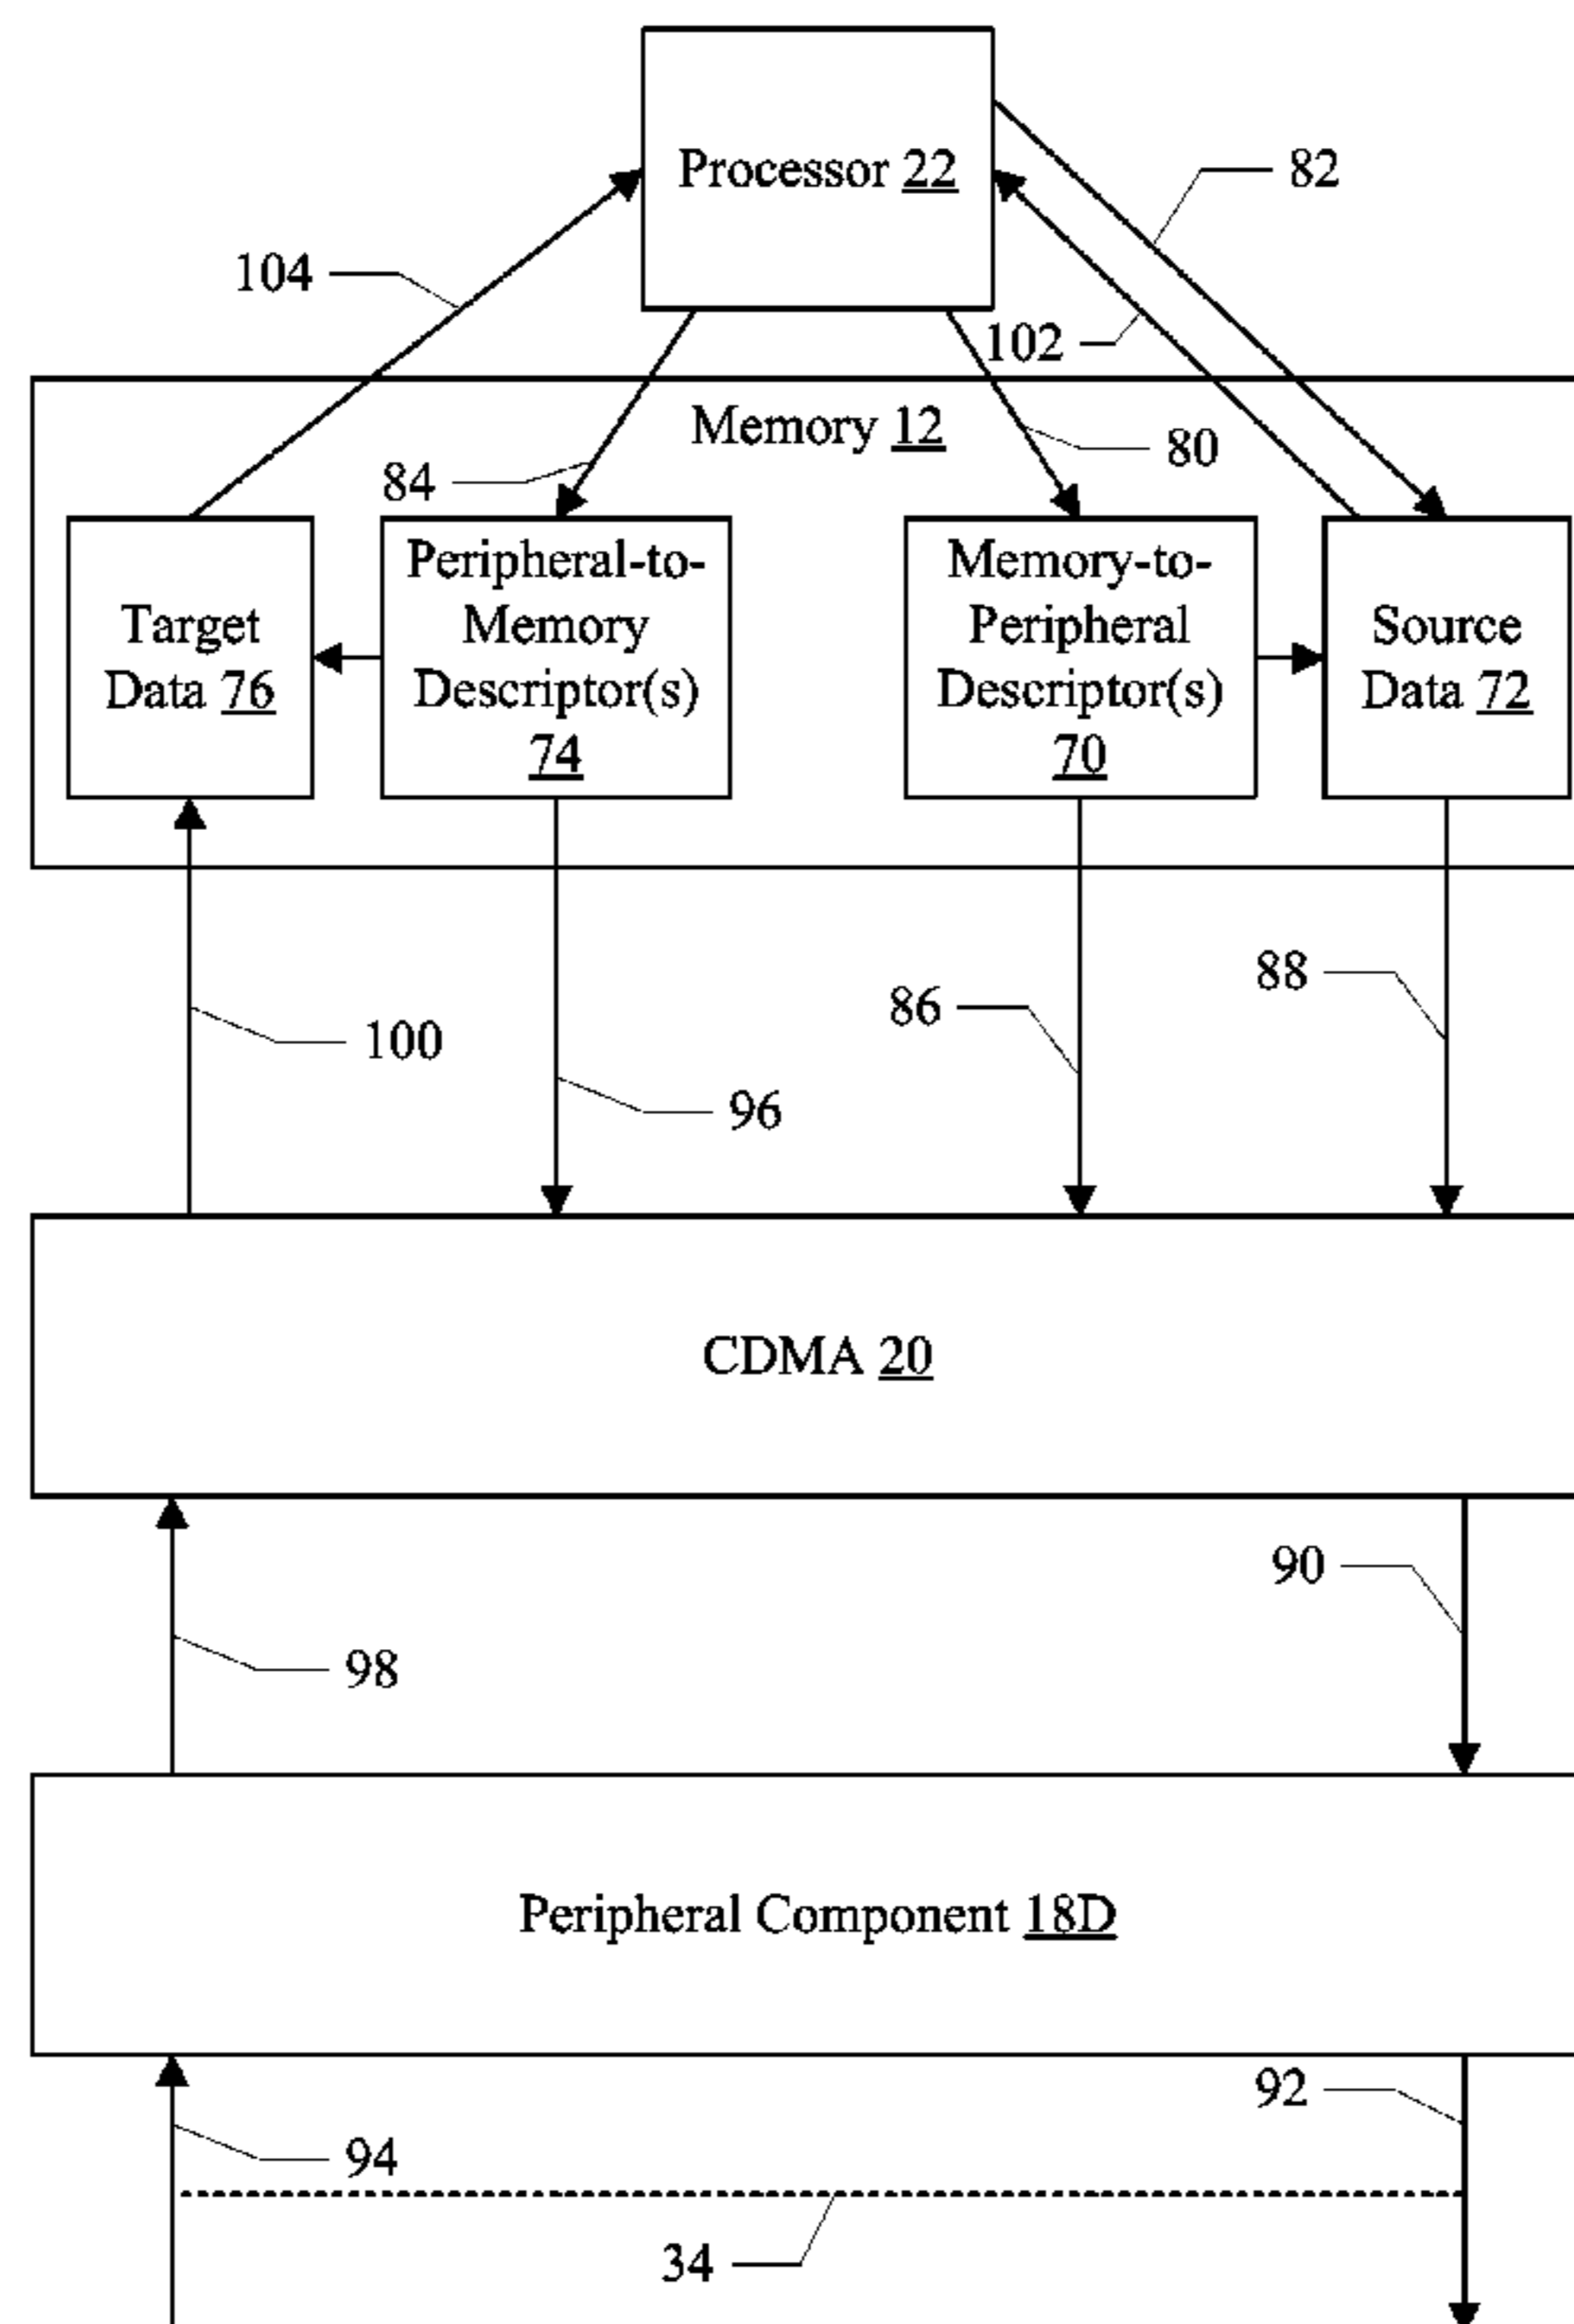 Processor 22
82
104
102
Memory 12
80
84
Target
Data 76
Peripheral-to-
Memory
Descriptor(s)
74
Memory-to-
Peripheral
Descriptor(s)
70
Source
Data 72
88
86
100
96
CDMA 20
90
98
Peripheral Component 18D
92
94
34